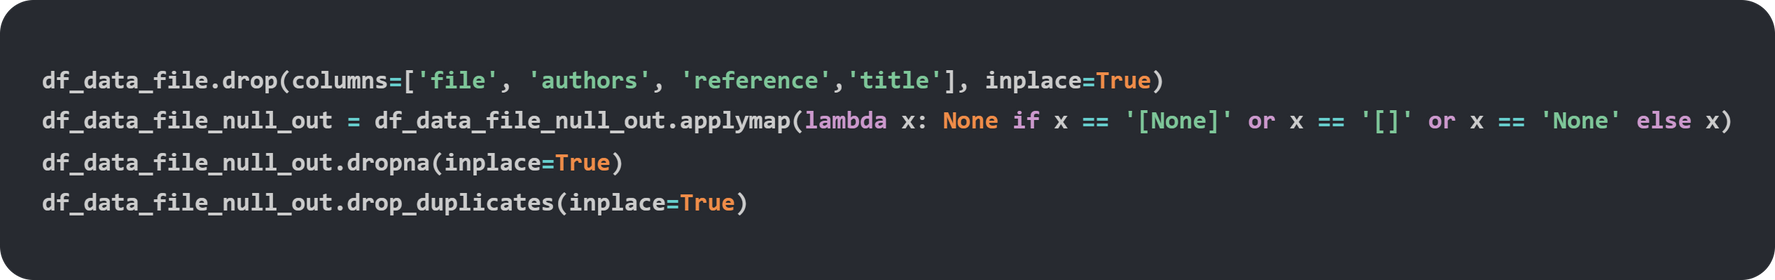 df_data_file.drop(columns=['file', 'authors', 'reference','title'], inplace=True)
df_data_file_null_out = df_data_file_null_out.applymap(lambda x: None if x == '[None]' or x == '[]' or x == 'None' else x)
df_data_file_null_out.dropna(inplace=True)
df_data_file_null_out.drop_duplicates(inplace=True)